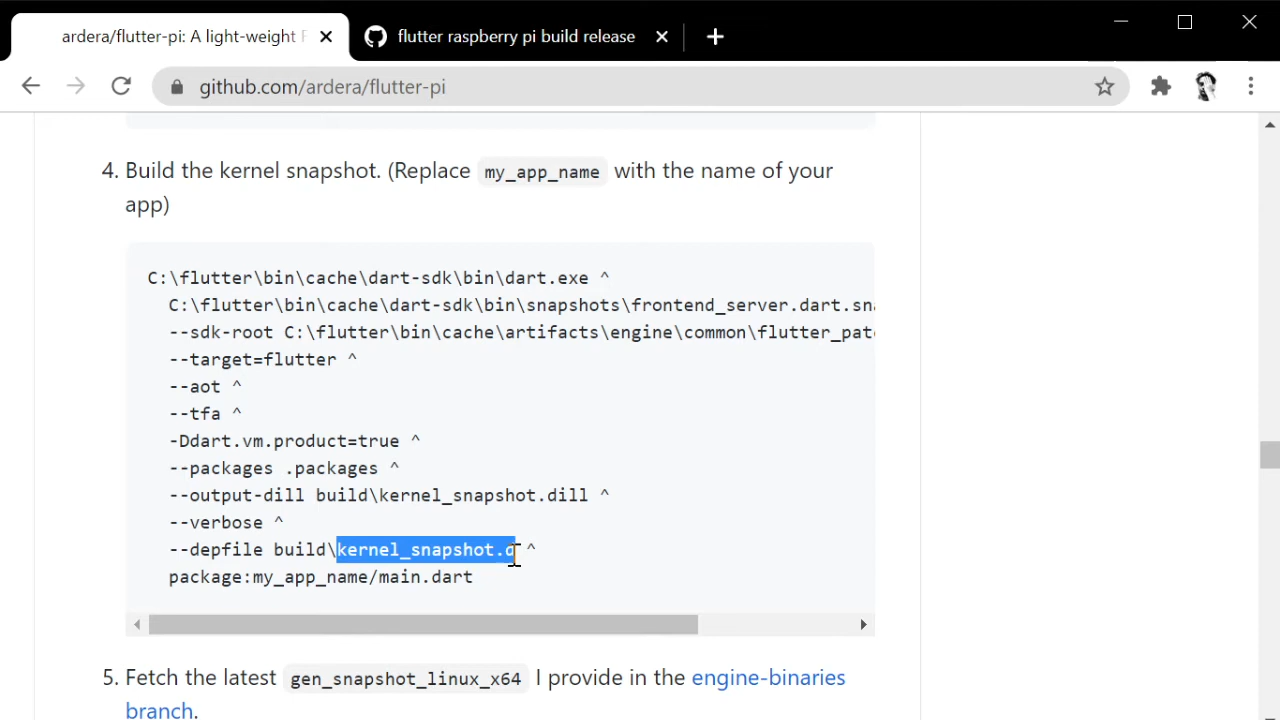 ardera/flutter-pi: A light-weight F
flutter raspberry pi build release
github.com/ardera/flutter-pi
4. Build the kernel snapshot. (Replace my_app_name with the name of your
app)
C:\flutter\bin\cache\dart-sdk\bin\dart.exe ^
C:\flutter\bin\cache\dart-sdk\bin\snapshots\frontend_server.dart.sna
--sdk-root C:\flutter\bin\cache\artifacts\engine\common\flutter_patc
--target=flutter ^
--aot ^
--tfa ^
-Ddart.vm.product=true ^
--packages .packages ^
--output-dill build\kernel_snapshot.dill ^
--verbose ^
--depfile build\kernel_snapshot.d ^
package:my_app_name/main.dart
5. Fetch the latest gen_snapshot_linux_x64 I provide in the engine-binaries
branch.